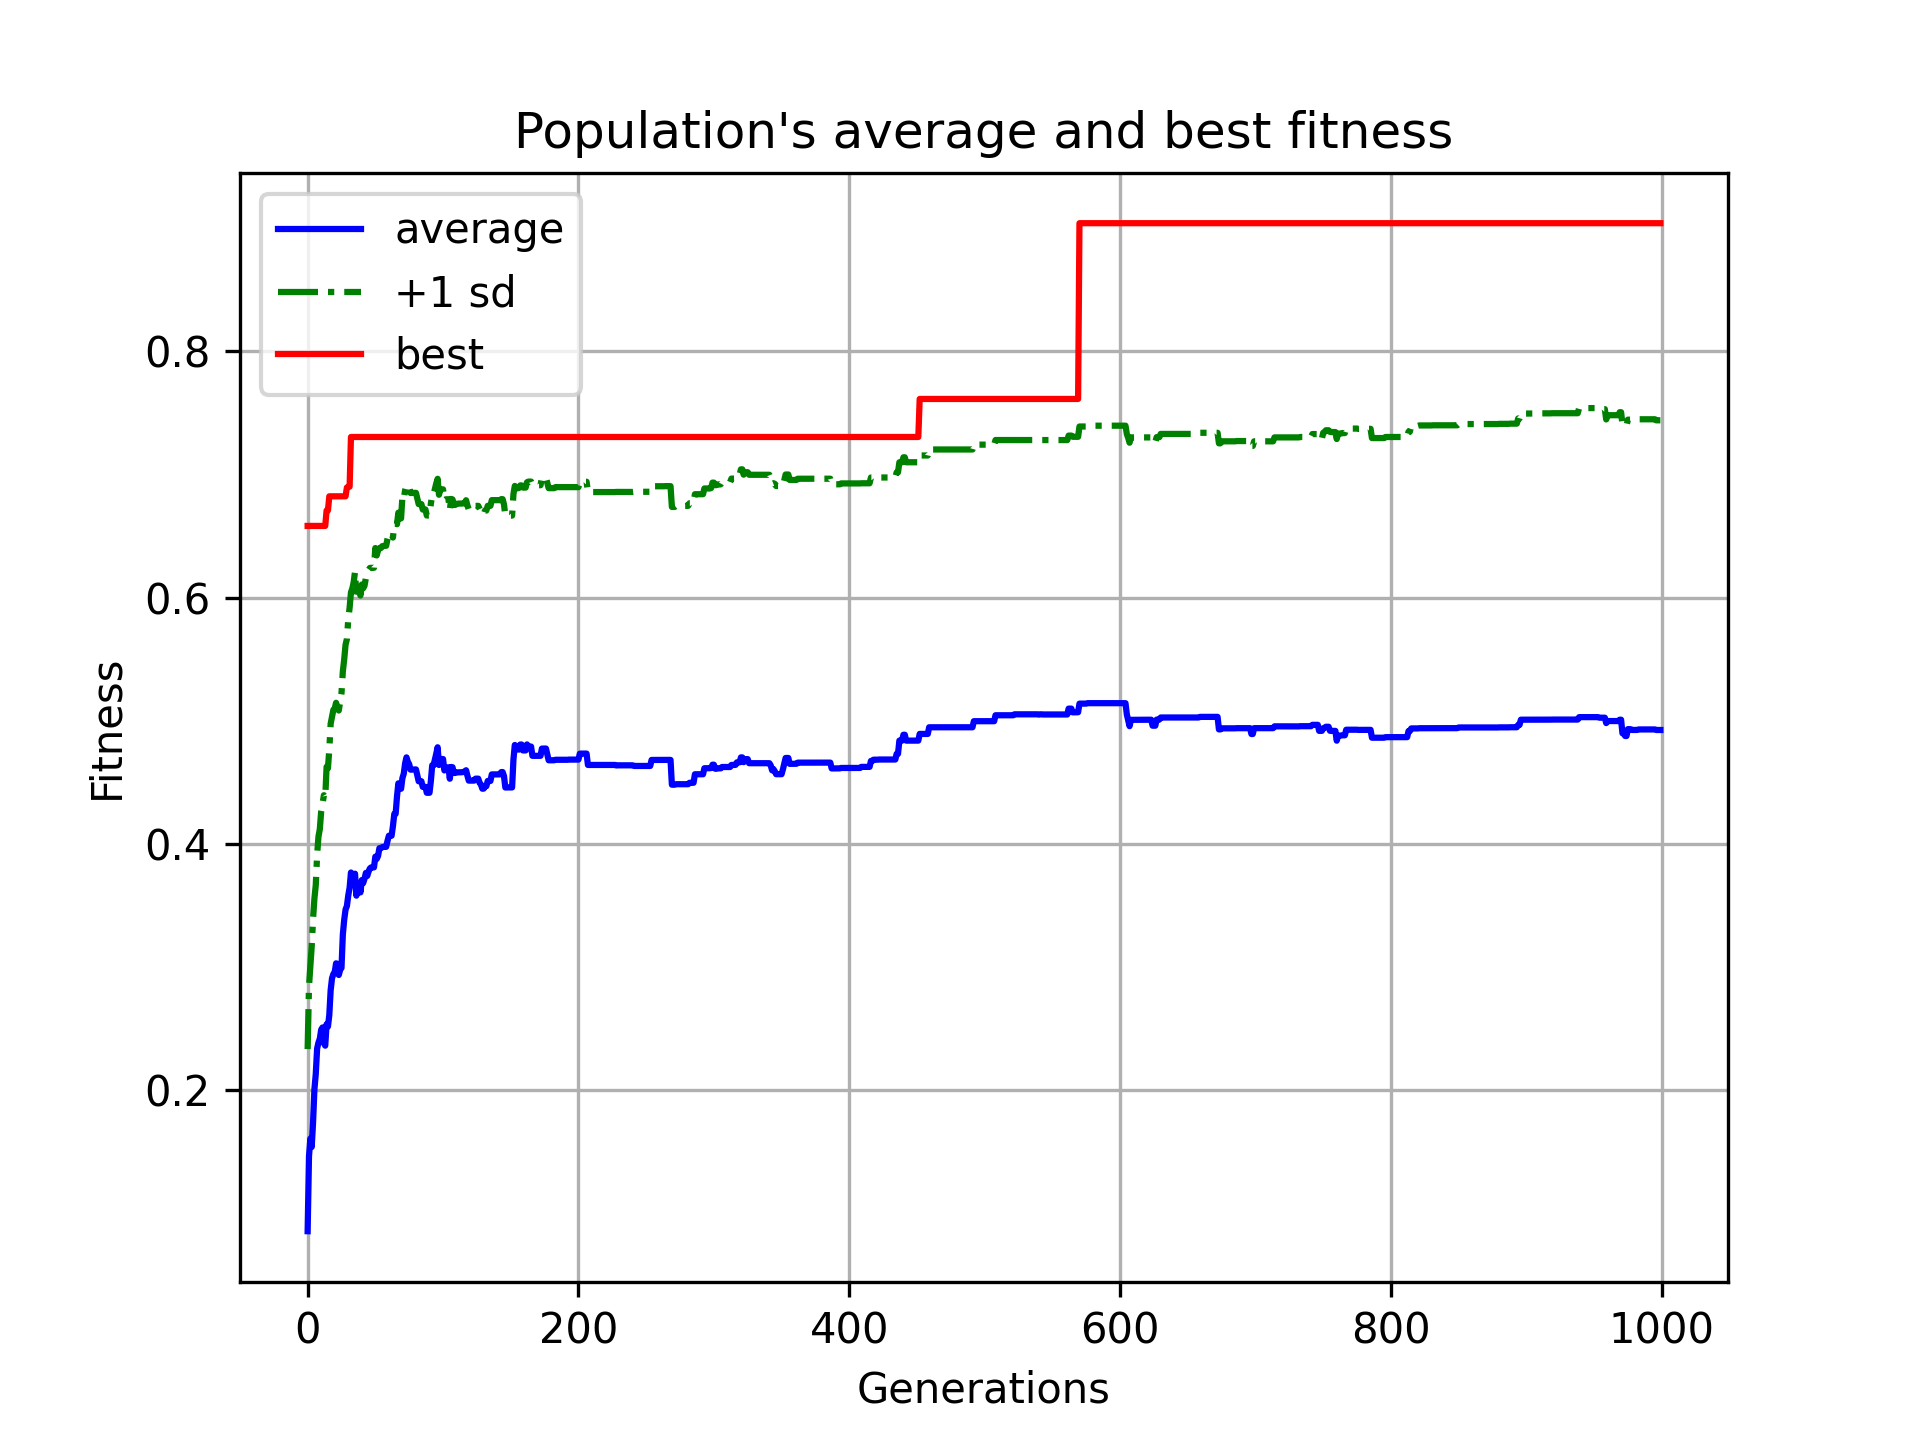 Population's average and best fitness
average
+1 sd
best
0.8
0.6
0.4
0.2
Fitness
0 200 400 600 800 1000
Generations